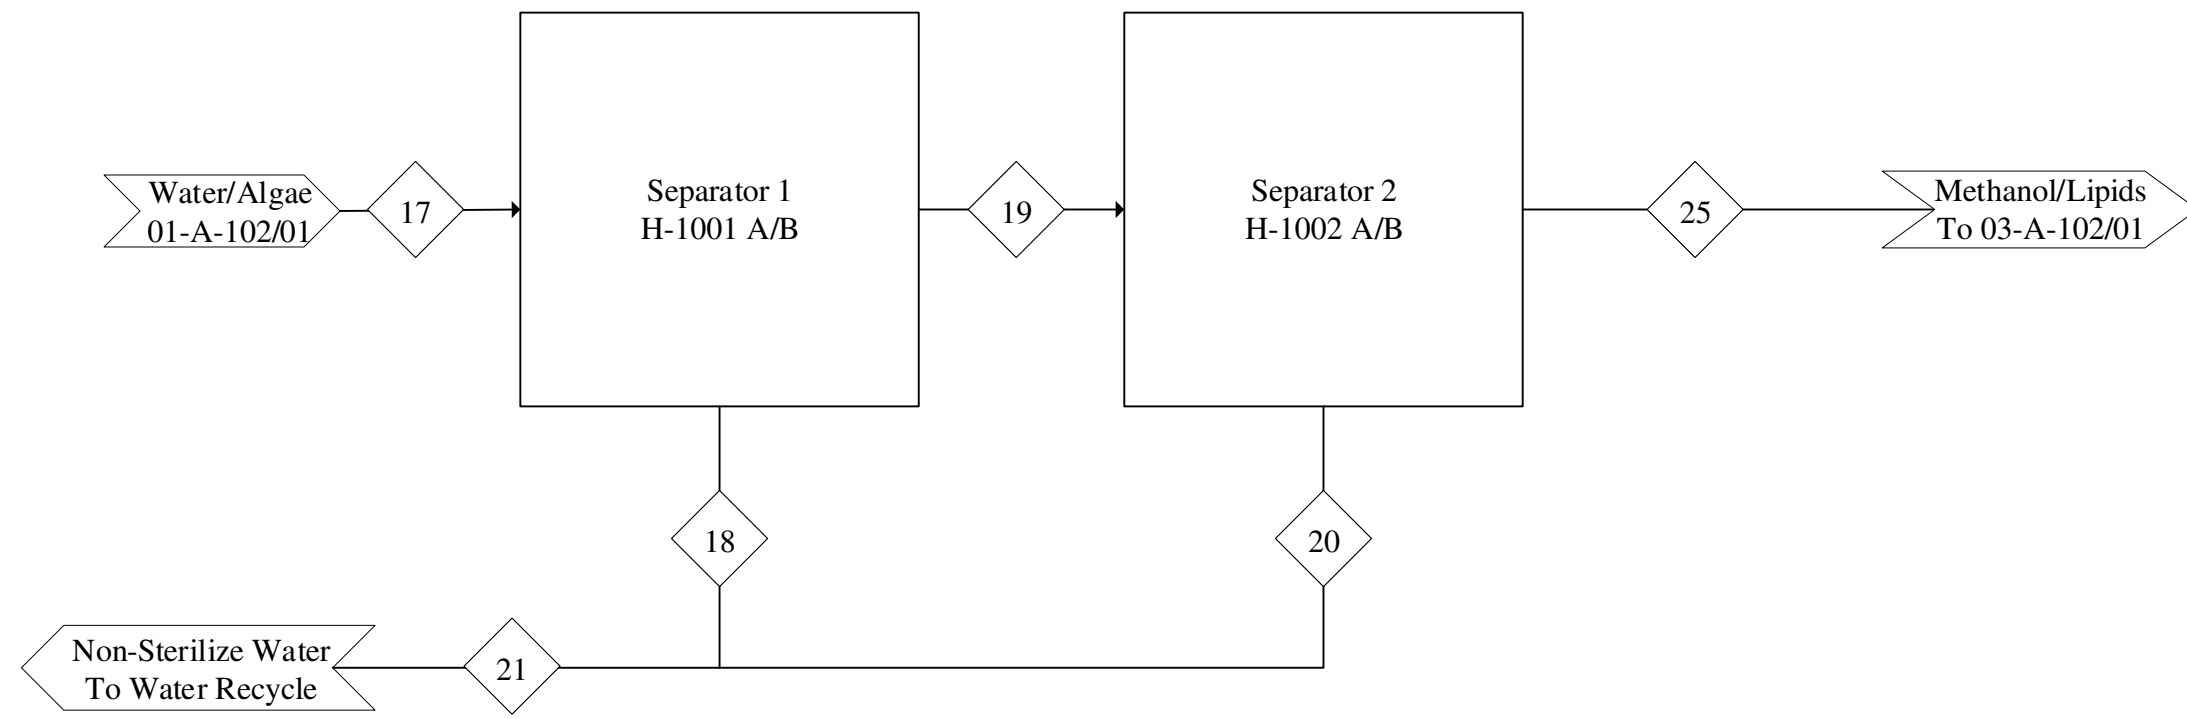 Water/Algae
01-A-102/01
17
Separator 1
H-1001 A/B
19
Separator 2
H-1002 A/B
25
Methanol/Lipids
To 03-A-102/01
18
20
Non-Sterilize Water
To Water Recycle
21